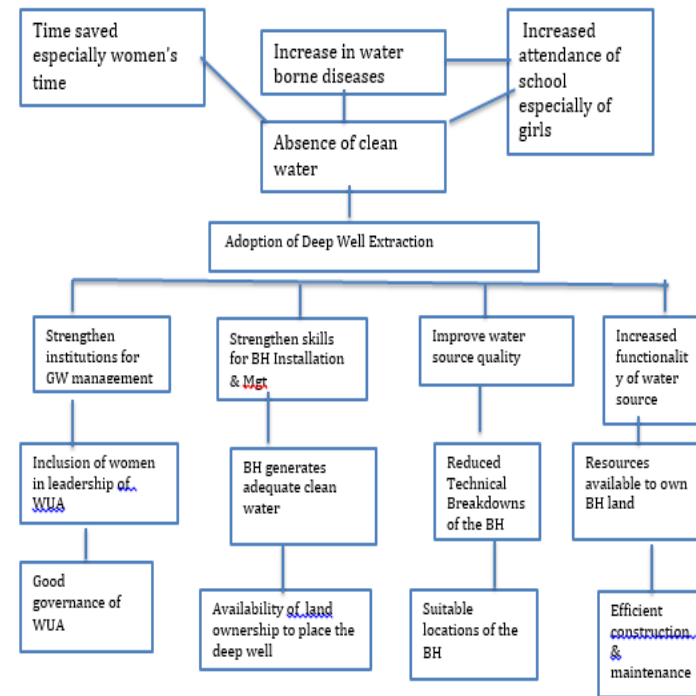 Time saved
especially women's
time
Increase in water
borne diseases
Increased
attendance of
school
especially of
girls
Absence of clean
water
Adoption of Deep Well Extraction
Strengthen
institutions for
GW management
Strengthen skills
for BH Installation
& Mgt
Improve water
source quality
Increased
functionalit
y of water
source
Inclusion of women
in leadership of
WUA
BH generates
adequate clean
water
Reduced
Technical
Breakdowns
of the BH
Resources
available to own
BH land
Good
governance of
WUA
Availability of land
ownership to place the
deep well
Suitable
locations of the
BH
Efficient
construction
&
maintenance